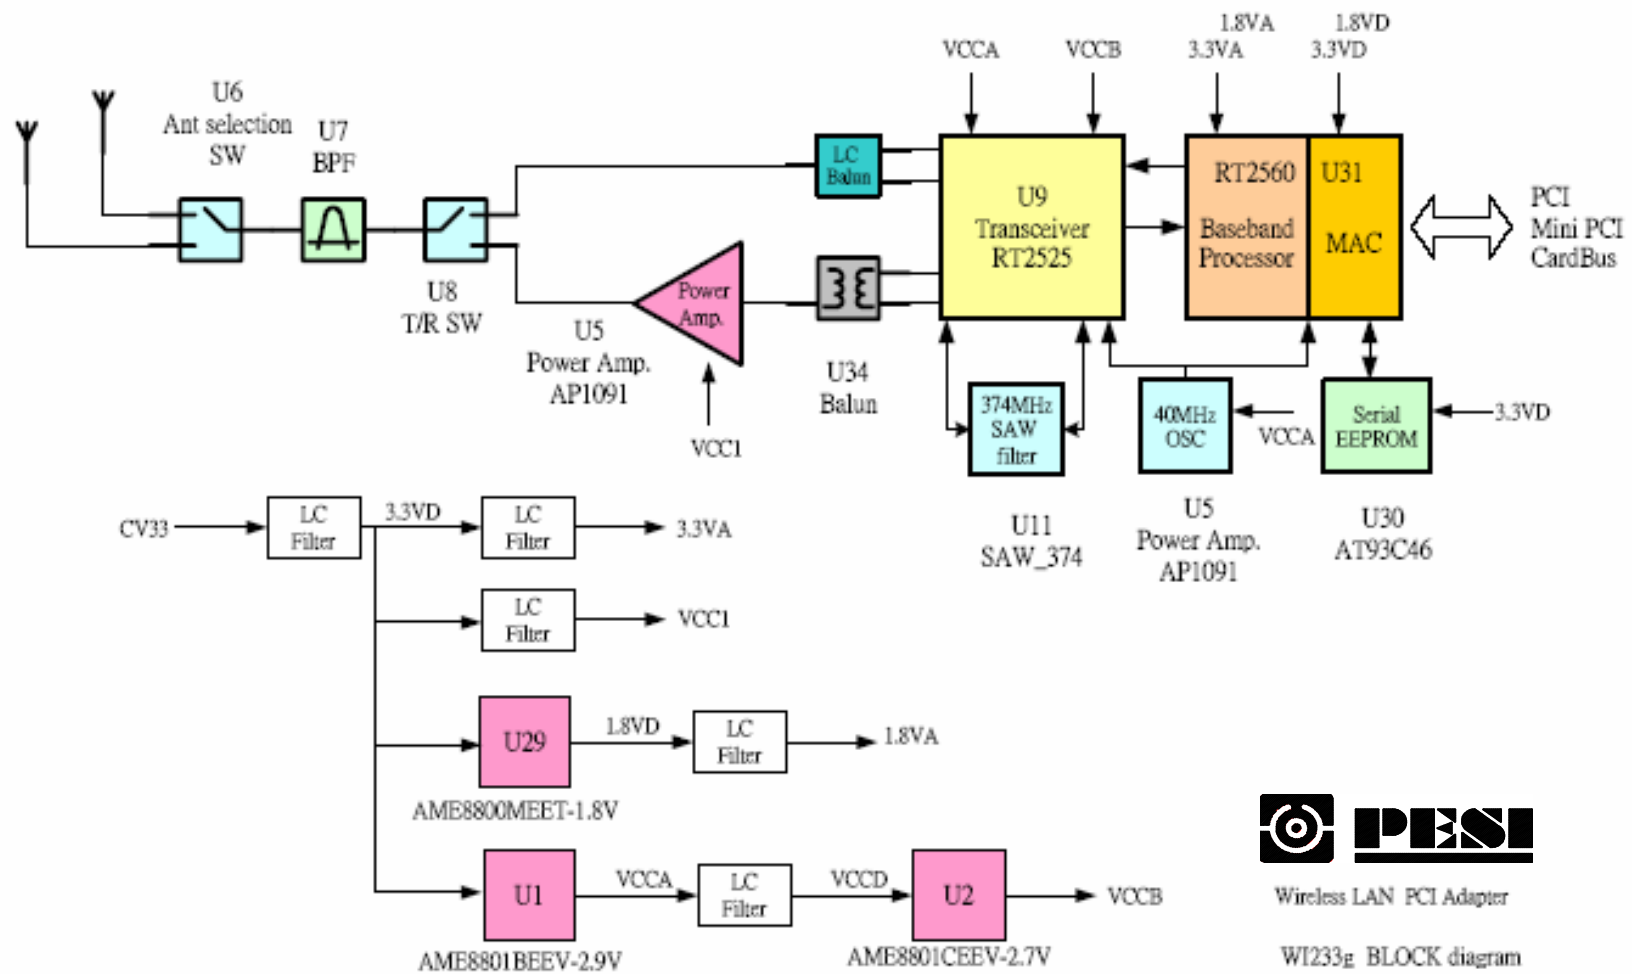 1.8VA
1.8VD
VCCA
VCCB
3.3VA
3.3VD
U6
Ant selection
SW
U7
BPF
LC
Balun
U9
Transceiver
RT2525
RT2560
Baseband
Processor
U31
MAC
PCI
Mini PCI
CardBus
U8
T/R SW
Power
Amp.
U5
Power Amp.
AP1091
VCC1
U34
Balun
374MHz
SAW
filter
U11
SAW_374
40MHz
OSC
VCCA
U5
Power Amp.
AP1091
Serial
EEPROM
3.3VD
U30
AT93C46
CV33
LC
Filter
3.3VD
LC
Filter
3.3VA
LC
Filter
VCC1
U29
AME8800MEET-1.8V
1.8VD
LC
Filter
1.8VA
U1
AME8801BEEV-2.9V
VCCA
LC
Filter
VCCD
U2
AME8801CEEV-2.7V
VCCB
PESI
Wireless LAN PCI Adapter
WI233g BLOCK diagram